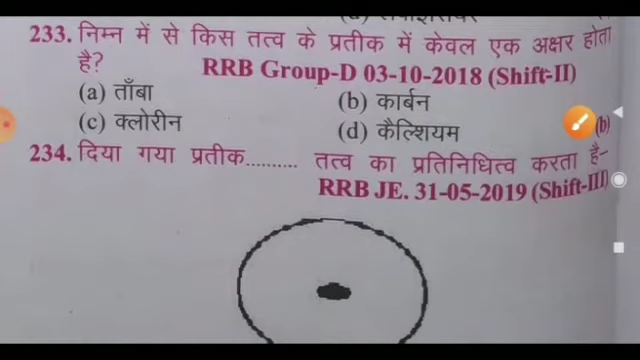 233. निम्न में से किस तत्व के प्रतीक में केवल एक अक्षर होता
है? RRB Group-D 03-10-2018 (Shift-II)
(a) ताँबा (b) कार्बन
(c) क्लोरीन (d) कैल्शियम (b)
234. दिया गया प्रतीक.......... तत्व का प्रतिनिधित्व करता है–
RRB JE. 31-05-2019 (Shift-III)